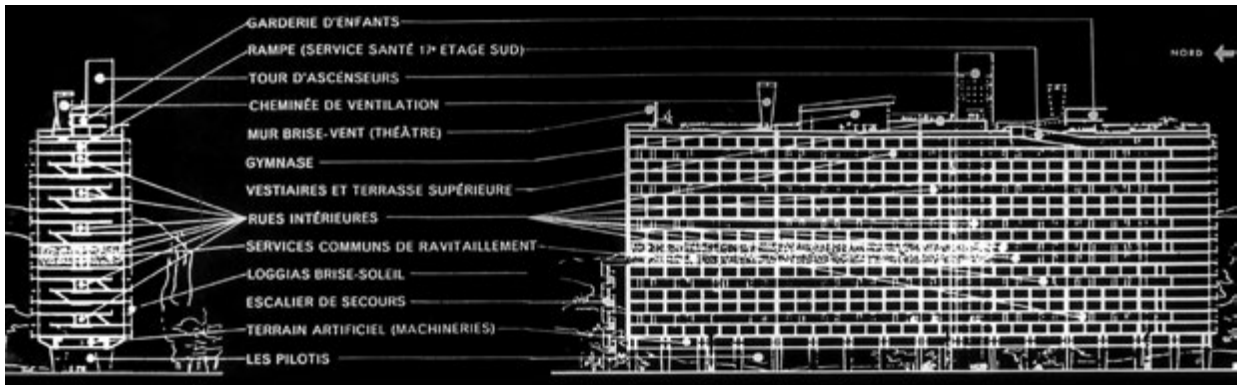 GARDERIE D'ENFANTS
RAMPE (SERVICE SANTÉ 17e ETAGE SUD)
TOUR D'ASCENSEURS
CHEMINÉE DE VENTILATION
MUR BRISE-VENT (THÉÂTRE)
GYMNASE
VESTIAIRES ET TERRASSE SUPÉRIEURE
RUES INTÉRIEURES
SERVICES COMMUNS DE RAVITAILLEMENT
LOGGIAS BRISE-SOLEIL
ESCALIER DE SECOURS
TERRAIN ARTIFICIEL (MACHINERIES)
LES PILOTIS
NORD